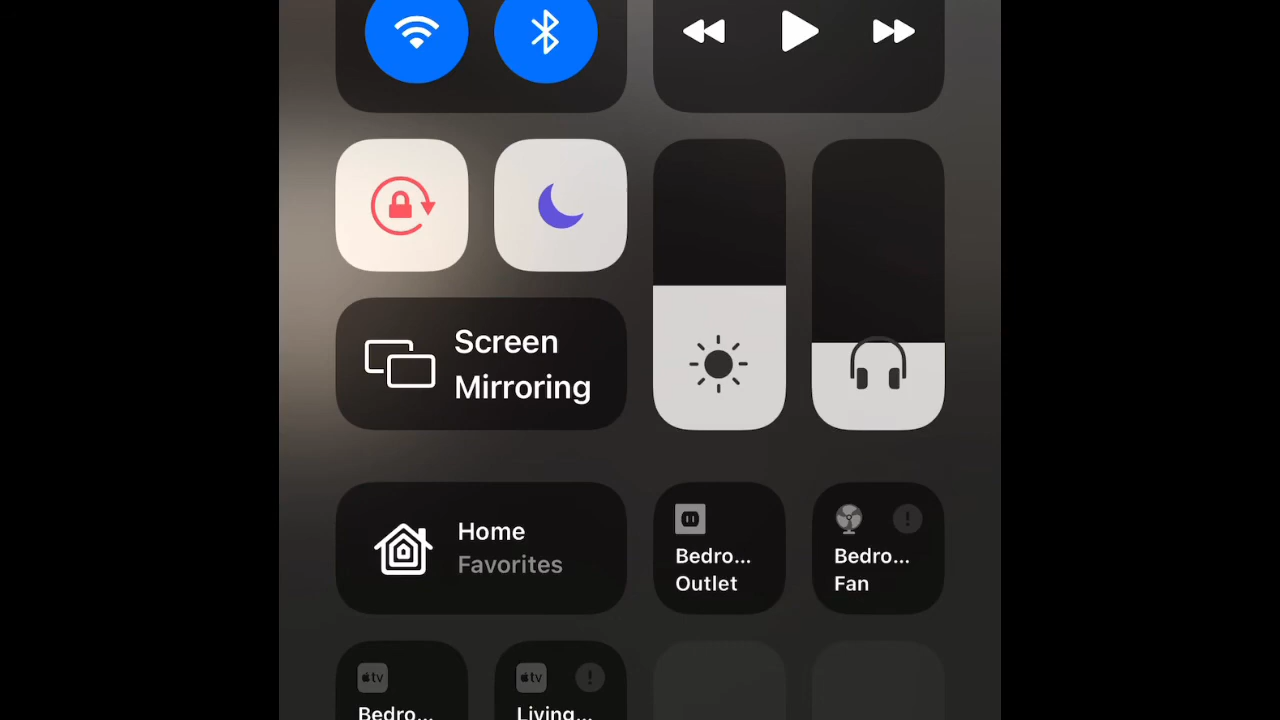 Screen
Mirroring
Home
Favorites
Bedro...
Outlet
Bedro...
Fan
tv
tv
Bedro...
Living...